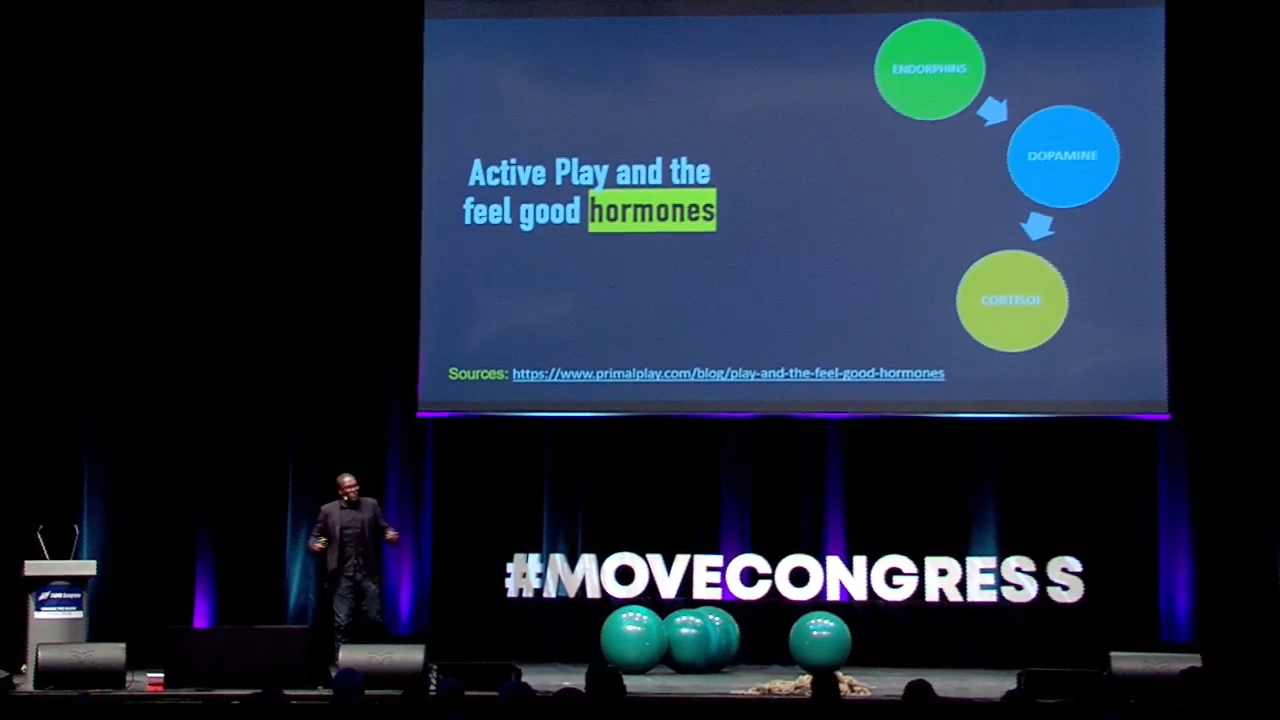 ENDORPHINS
DOPAMINE
Active Play and the
feel good hormones
CORTISOL
Sources: https://www.primalplay.com/blog/play-and-the-feel-good-hormones
#MOVECONGRESS